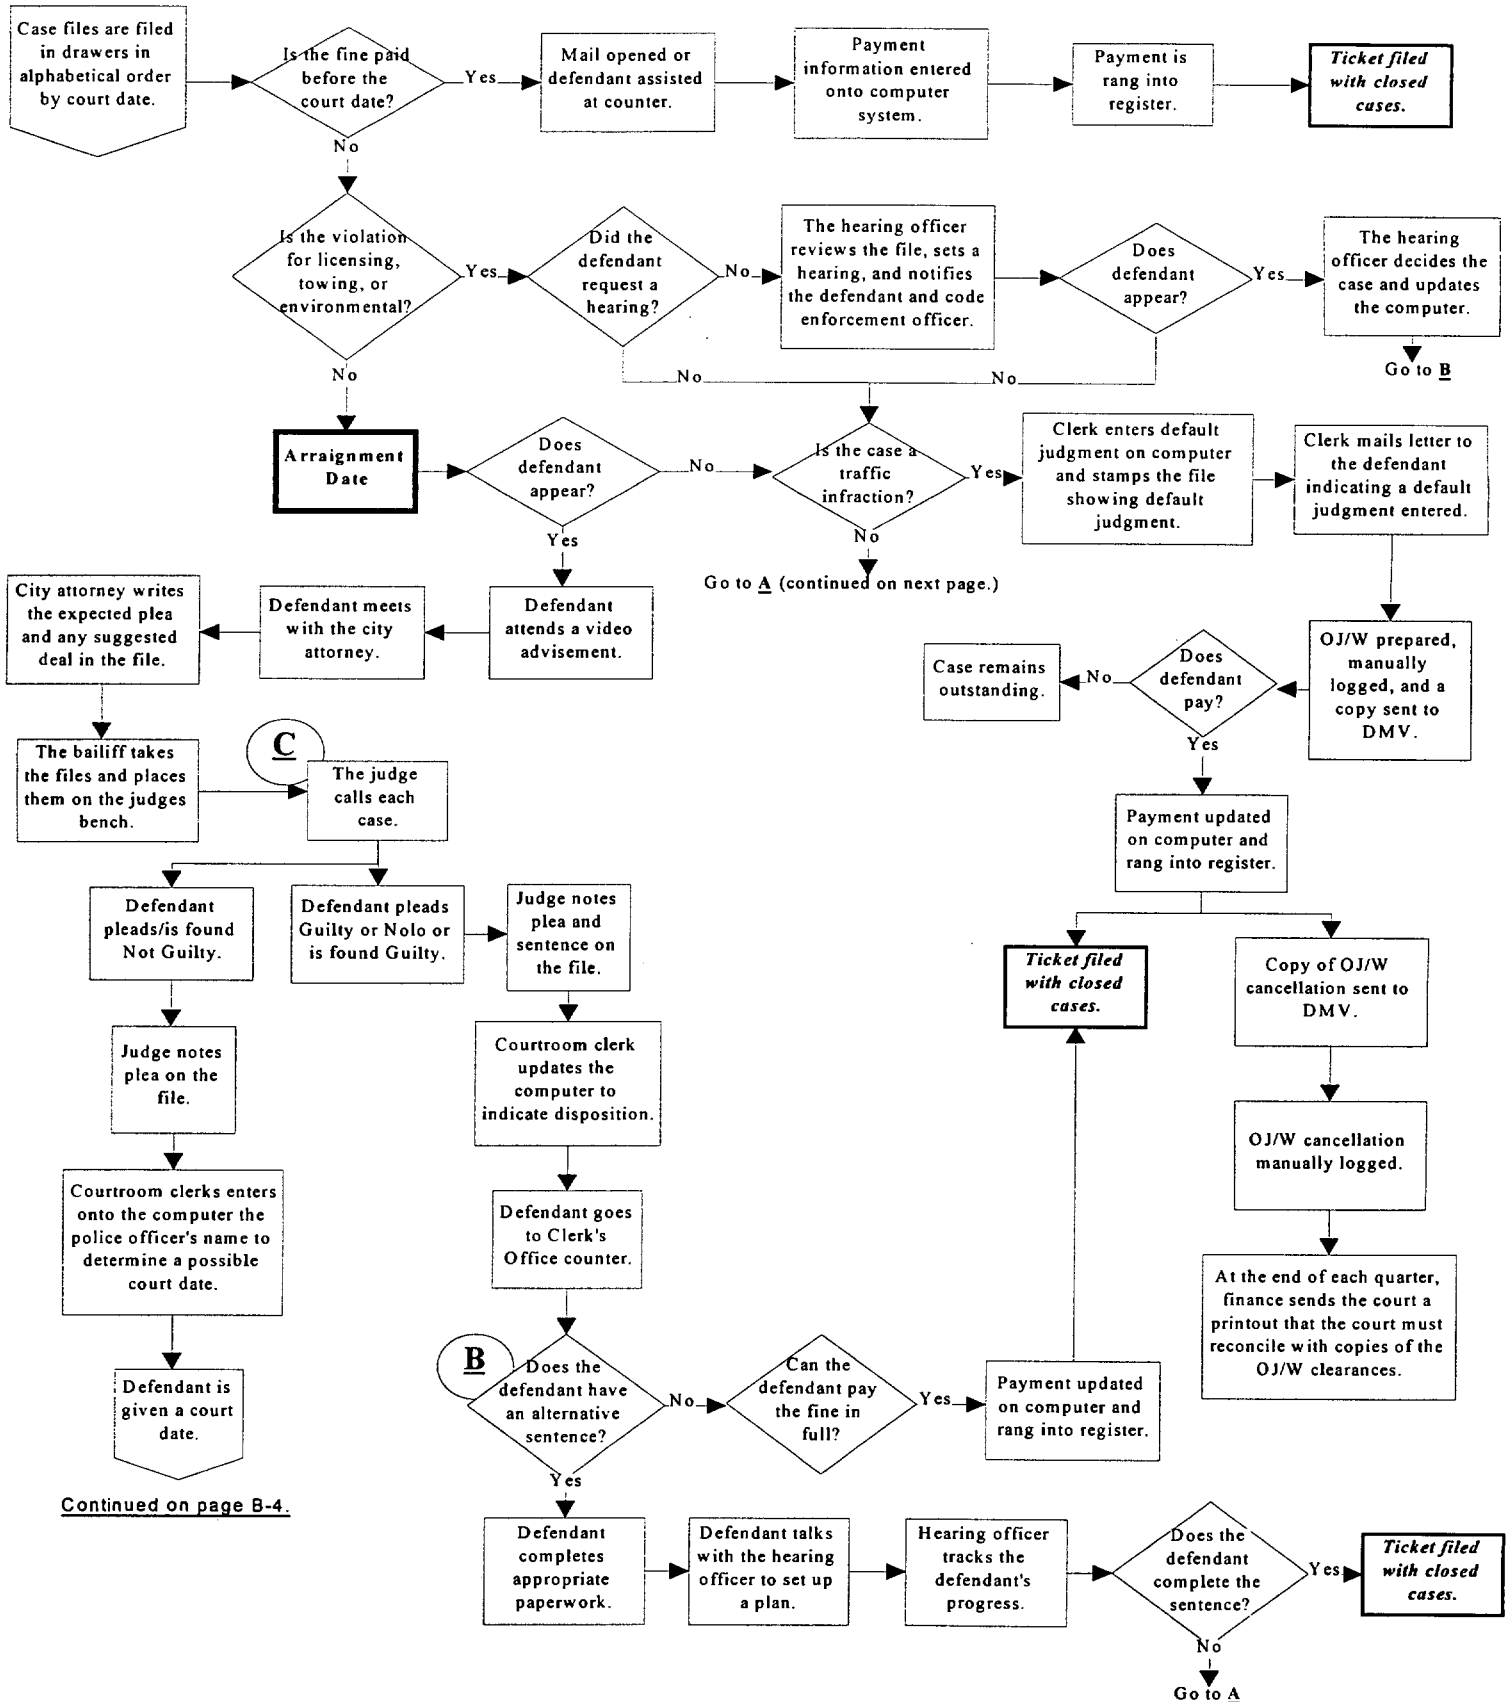 Case files are filed
in drawers in
alphabetical order
by court date.
Is the fine paid
before the
court date?
Yes
Mail opened or
defendant assisted
at counter.
Payment
information entered
onto computer
system.
Payment is
rang into
register.
Ticket filed
with closed
cases.
No
Is the violation
for licensing,
towing, or
environmental?
Yes
Did the
defendant
request a
hearing?
No
The hearing officer
reviews the file, sets a
hearing, and notifies
the defendant and code
enforcement officer.
Does
defendant
appear?
Yes
The hearing
officer decides the
case and updates
the computer.
Go to B
No
No
No
Arraignment
Date
Does
defendant
appear?
No
Is the case a
traffic
infraction?
Yes
Clerk enters default
judgment on computer
and stamps the file
showing default
judgment.
Clerk mails letter to
the defendant
indicating a default
judgment entered.
Yes
No
Go to A (continued on next page.)
City attorney writes
the expected plea
and any suggested
deal in the file.
Defendant meets
with the city
attorney.
Defendant
attends a video
advisement.
Case remains
outstanding.
No
Does
defendant
pay?
OJ/W prepared,
manually
logged, and a
copy sent to
DMV.
Yes
The bailiff takes
the files and places
them on the judges
bench.
C
The judge
calls each
case.
Payment updated
on computer and
rang into register.
Defendant
pleads/is found
Not Guilty.
Defendant pleads
Guilty or Nolo or
is found Guilty.
Judge notes
plea and
sentence on
the file.
Ticket filed
with closed
cases.
Copy of OJ/W
cancellation sent to
DMV.
Judge notes
plea on the
file.
Courtroom clerk
updates the
computer to
indicate disposition.
OJ/W cancellation
manually logged.
Courtroom clerks enters
onto the computer the
police officer's name to
determine a possible
court date.
Defendant goes
to Clerk's
Office counter.
At the end of each quarter,
finance sends the court a
printout that the court must
reconcile with copies of the
OJ/W clearances.
Defendant is
given a court
date.
B
Does the
defendant have
an alternative
sentence?
No
Can the
defendant pay
the fine in
full?
Yes
Payment updated
on computer and
rang into register.
Yes
Continued on page B-4.
Defendant
completes
appropriate
paperwork.
Defendant talks
with the hearing
officer to set up
a plan.
Hearing officer
tracks the
defendant's
progress.
Does the
defendant
complete the
sentence?
Yes
Ticket filed
with closed
cases.
No
Go to A